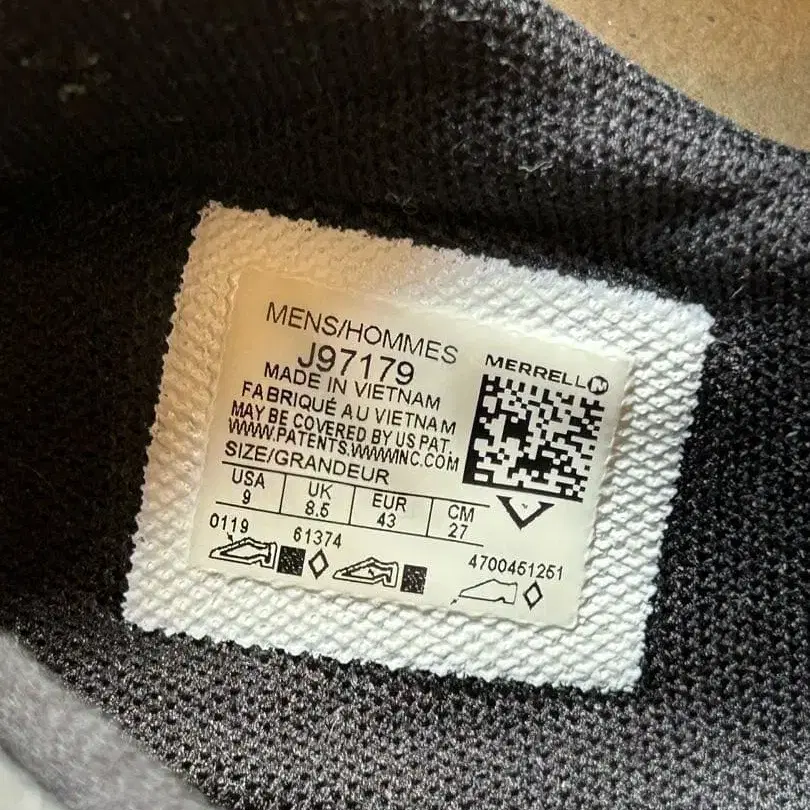 MENS/HOMMES
J97179
MERRELL
MADE IN VIETNAM
FABRIQUÉ AU VIETNAM
MAY BE COVERED BY US PAT.
WWW.PATENTS.WWWINC.COM
SIZE/GRANDEUR
USA UK EUR CM
9 8.5 43 27
0119 61374 4700451251